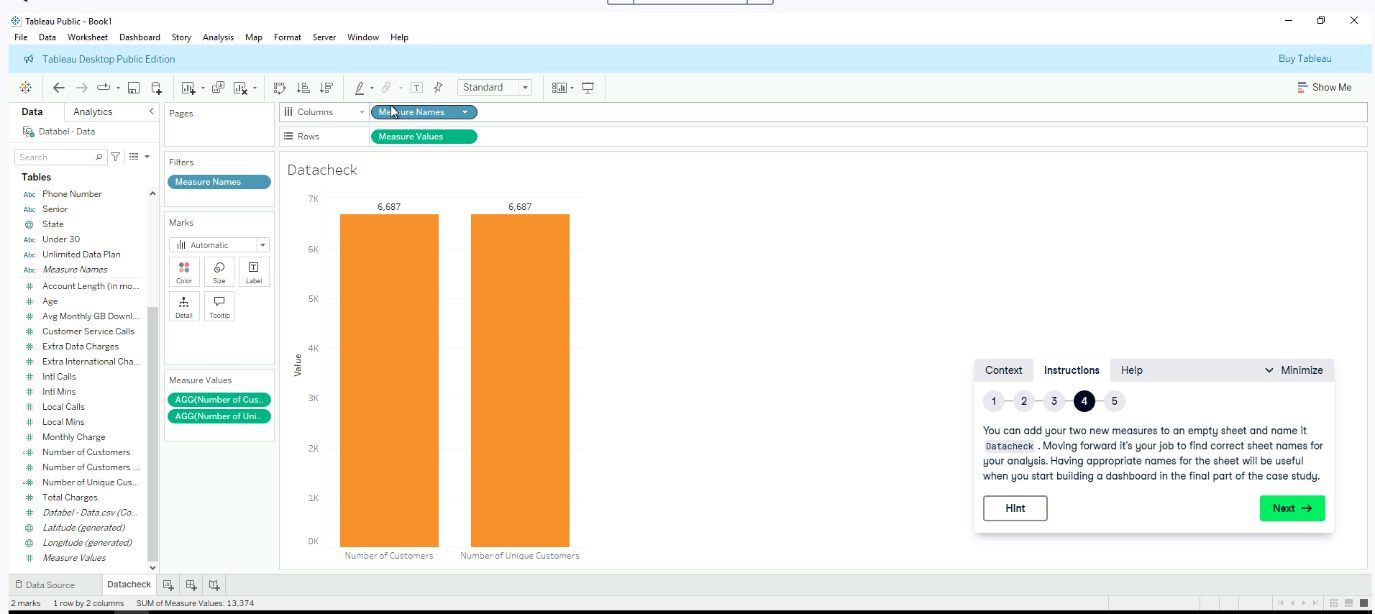 Tableau Public - Book1
File Data Worksheet Dashboard Story Analysis Map Format Server Window Help
Tableau Desktop Public Edition
Buy Tableau
Standard
Show Me
Data
Analytics
Pages
Columns
Measure Names
Databel - Data
Rows
Measure Values
Search
Filters
Measure Names
Tables
Abc Phone Number
Abc Senior
State
Abc Under 30
Abc Unlimited Data Plan
Abc Measure Names
Account Length (in mo...
Age
Avg Monthly GB Downl...
Customer Service Calls
Extra Data Charges
Extra International Cha...
Intl Calls
Intl Mins
Local Calls
Local Mins
Monthly Charge
Number of Customers
Number of Customers ...
Number of Unique Cus...
Total Charges
Databel - Data.csv (Co...
Latitude (generated)
Longitude (generated)
Measure Values
Marks
Automatic
Color
Size
Label
Detail
Tooltip
Measure Values
AGG(Number of Cus..
AGG(Number of Uni..
Datacheck
7K
6K
5K
4K
3K
2K
1K
0K
Value
6,687
6,687
Number of Customers
Number of Unique Customers
Context
Instructions
Help
Minimize
1 2 3 4 5
You can add your two new measures to an empty sheet and name it
Datacheck . Moving forward it's your job to find correct sheet names for
your analysis. Having appropriate names for the sheet will be useful
when you start building a dashboard in the final part of the case study.
Hint
Next →
Data Source
Datacheck
2 marks 1 row by 2 columns SUM of Measure Values: 13,374